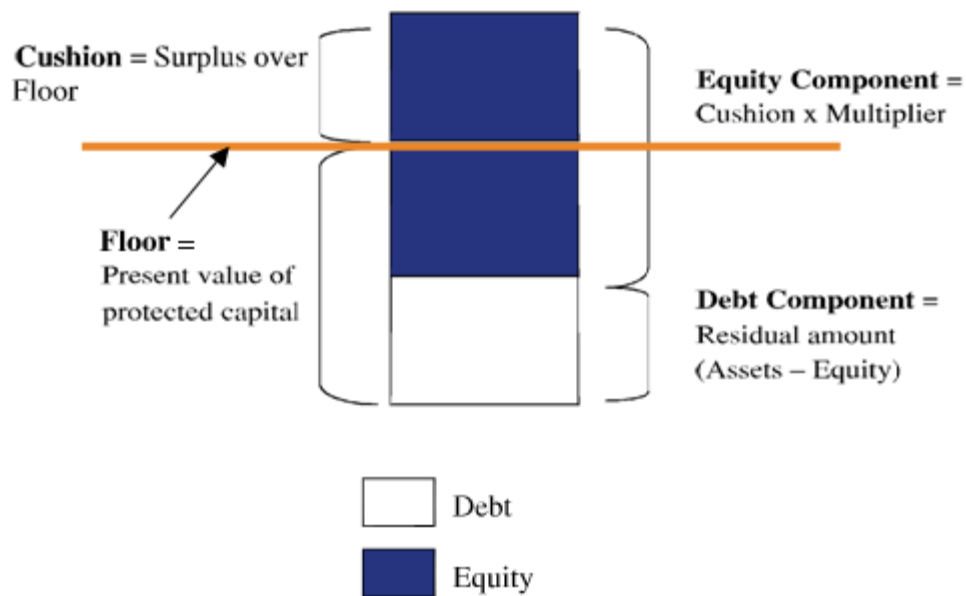 Cushion = Surplus over
Floor
Equity Component =
Cushion x Multiplier
Floor =
Present value of
protected capital
Debt Component =
Residual amount
(Assets – Equity)
Debt
Equity